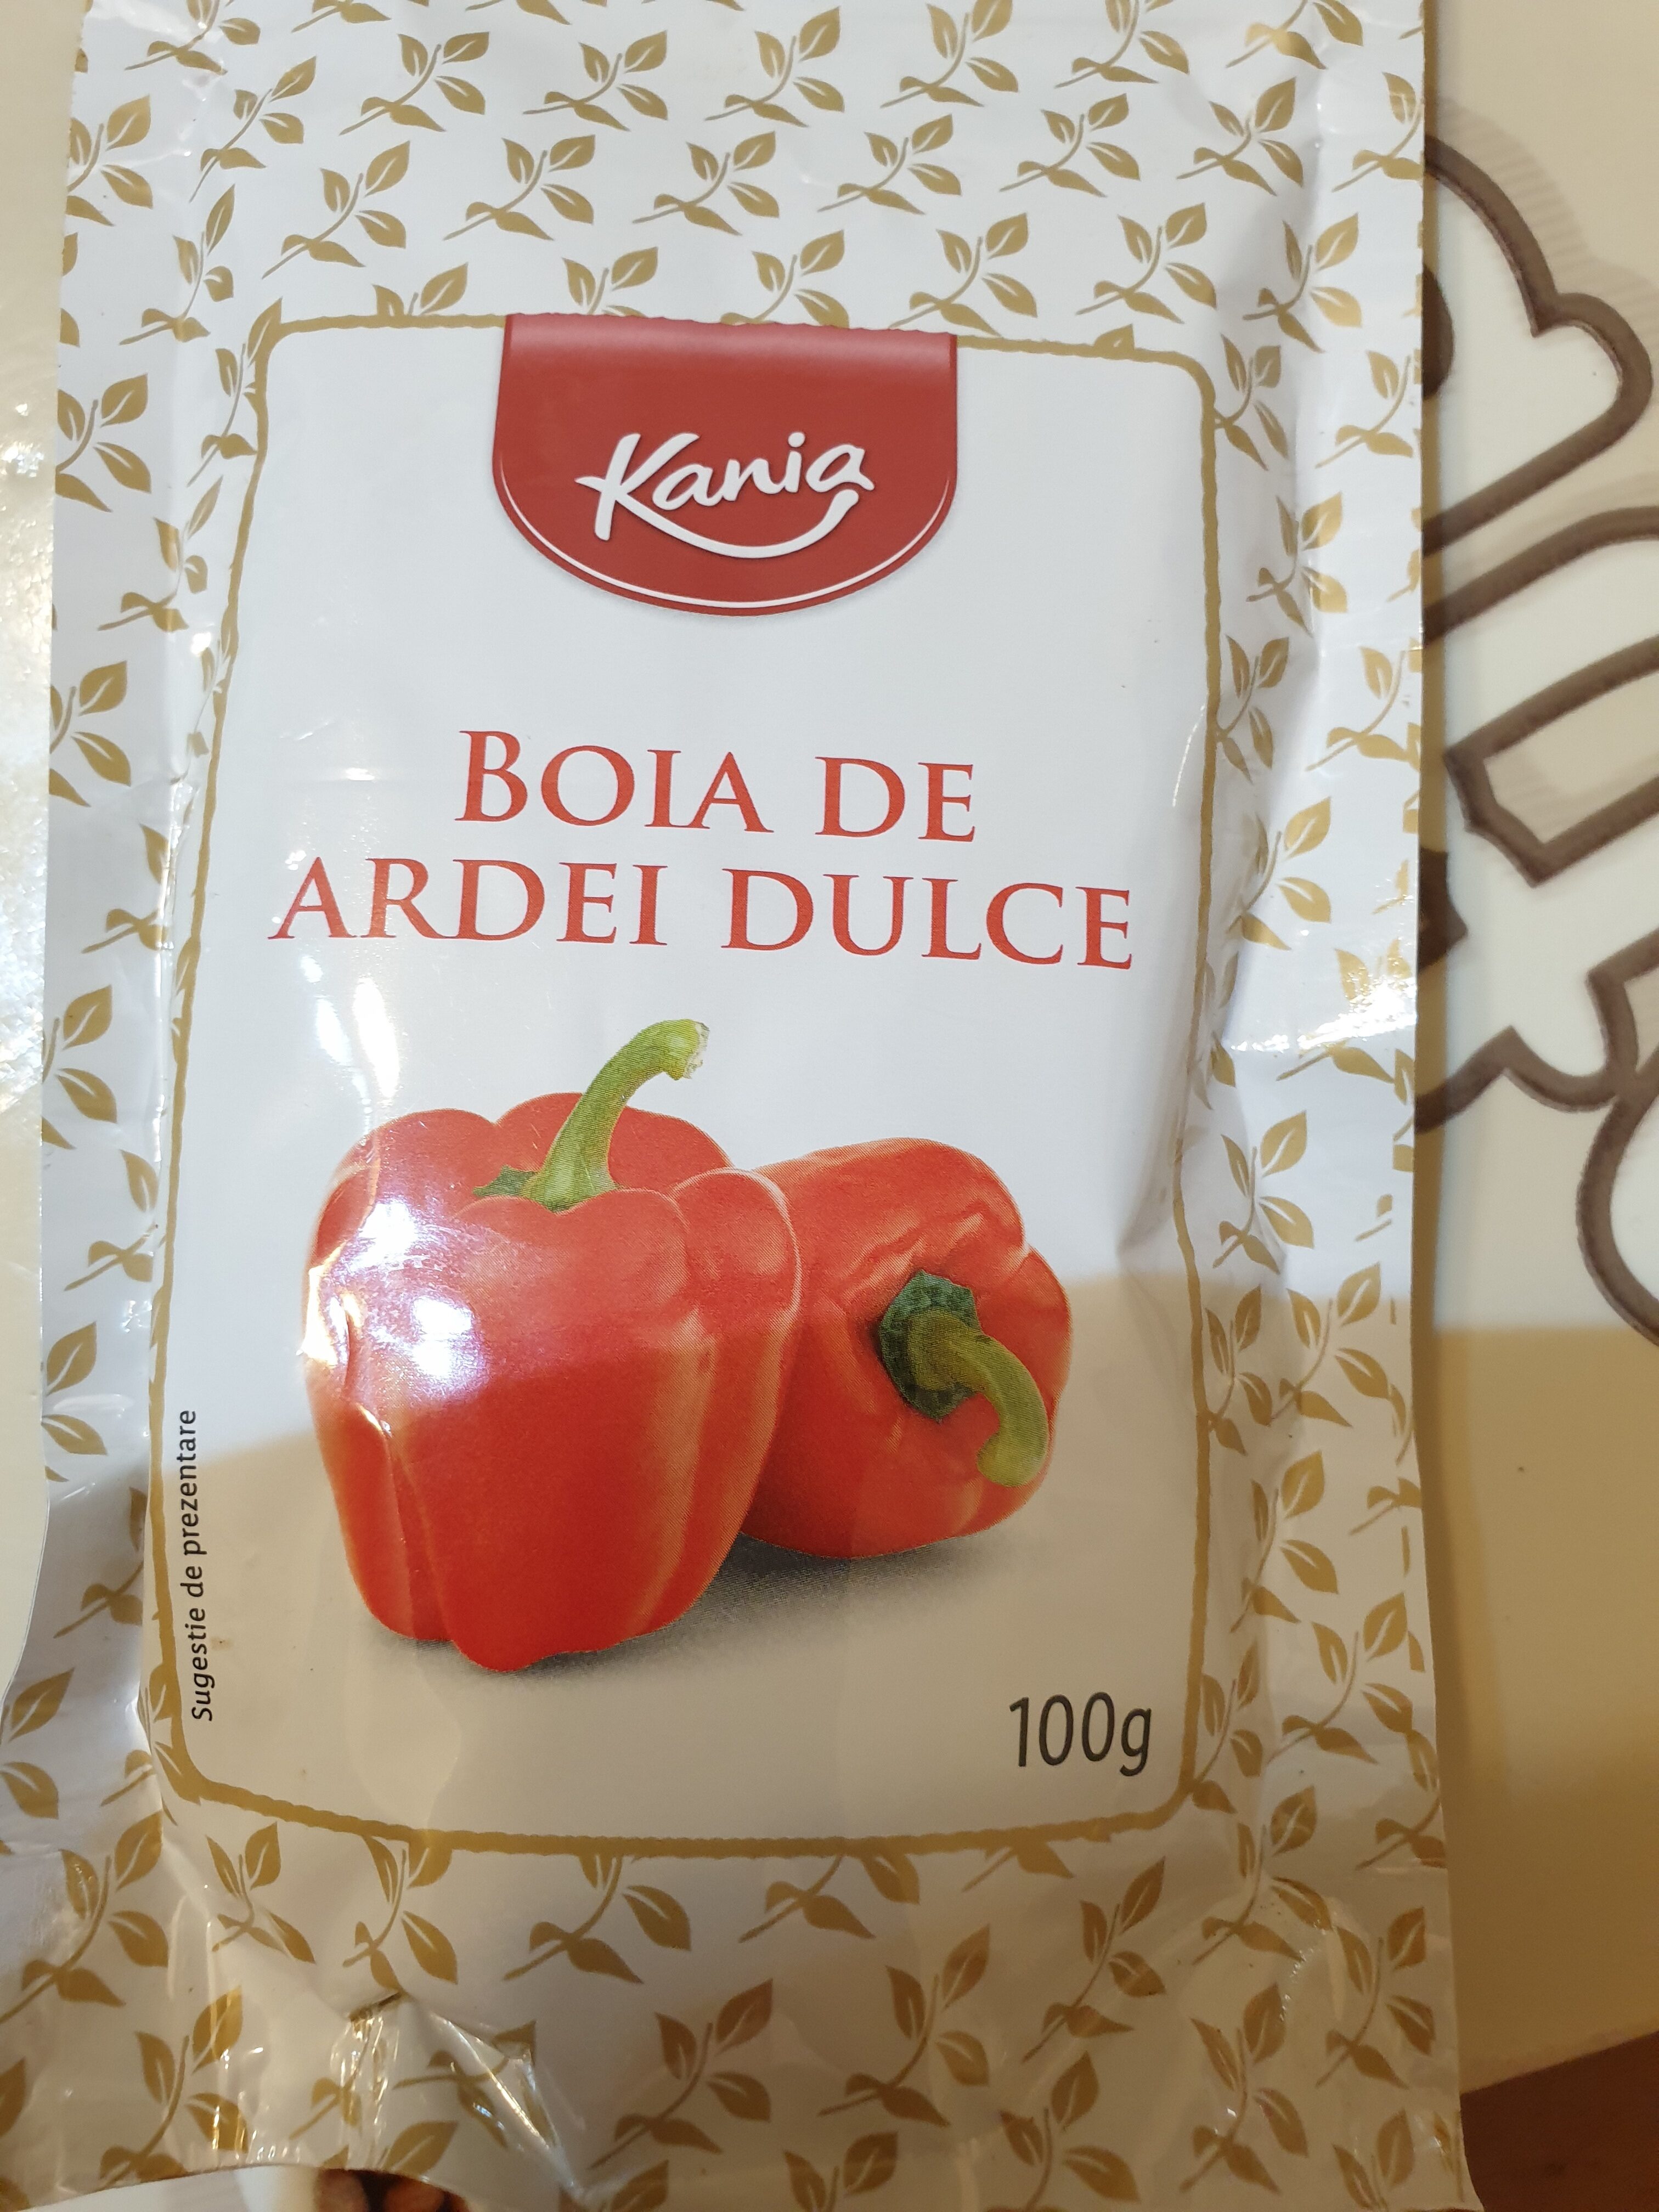 Kania
BOIA DE
ARDEI DULCE
Sugestie de prezentare
100g